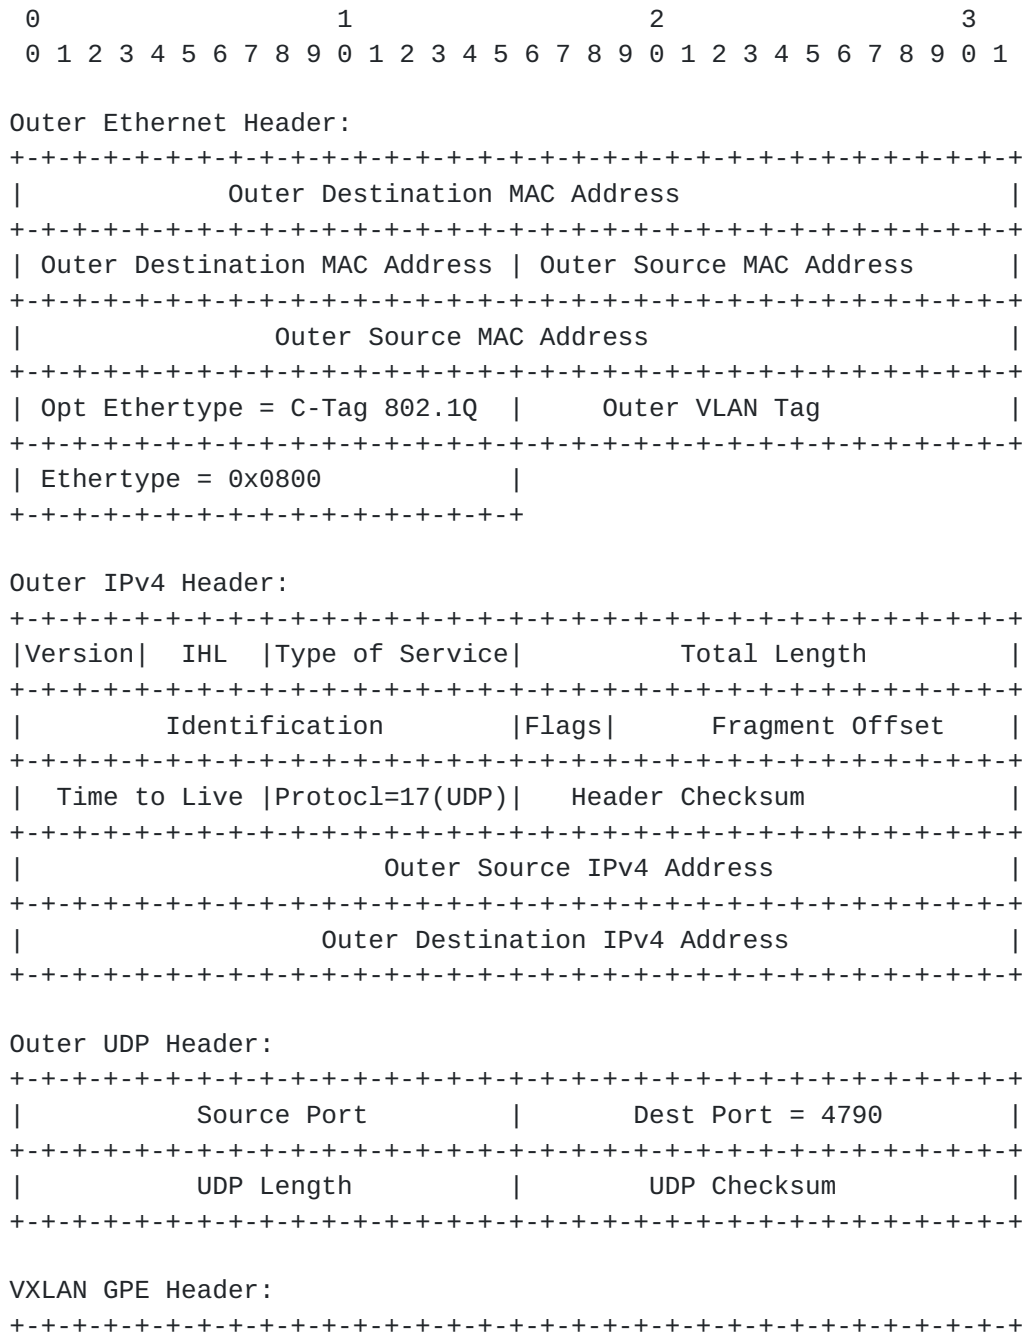 0                   1                   2                   3
 0 1 2 3 4 5 6 7 8 9 0 1 2 3 4 5 6 7 8 9 0 1 2 3 4 5 6 7 8 9 0 1

Outer Ethernet Header:
+-+-+-+-+-+-+-+-+-+-+-+-+-+-+-+-+-+-+-+-+-+-+-+-+-+-+-+-+-+-+-+-+
|             Outer Destination MAC Address                     |
+-+-+-+-+-+-+-+-+-+-+-+-+-+-+-+-+-+-+-+-+-+-+-+-+-+-+-+-+-+-+-+-+
| Outer Destination MAC Address | Outer Source MAC Address      |
+-+-+-+-+-+-+-+-+-+-+-+-+-+-+-+-+-+-+-+-+-+-+-+-+-+-+-+-+-+-+-+-+
|                Outer Source MAC Address                       |
+-+-+-+-+-+-+-+-+-+-+-+-+-+-+-+-+-+-+-+-+-+-+-+-+-+-+-+-+-+-+-+-+
| Opt Ethertype = C-Tag 802.1Q  |     Outer VLAN Tag            |
+-+-+-+-+-+-+-+-+-+-+-+-+-+-+-+-+-+-+-+-+-+-+-+-+-+-+-+-+-+-+-+-+
| Ethertype = 0x0800            |
+-+-+-+-+-+-+-+-+-+-+-+-+-+-+-+-+

Outer IPv4 Header:
+-+-+-+-+-+-+-+-+-+-+-+-+-+-+-+-+-+-+-+-+-+-+-+-+-+-+-+-+-+-+-+-+
|Version|  IHL  |Type of Service|          Total Length         |
+-+-+-+-+-+-+-+-+-+-+-+-+-+-+-+-+-+-+-+-+-+-+-+-+-+-+-+-+-+-+-+-+
|         Identification        |Flags|      Fragment Offset    |
+-+-+-+-+-+-+-+-+-+-+-+-+-+-+-+-+-+-+-+-+-+-+-+-+-+-+-+-+-+-+-+-+
|  Time to Live |Protocl=17(UDP)|   Header Checksum             |
+-+-+-+-+-+-+-+-+-+-+-+-+-+-+-+-+-+-+-+-+-+-+-+-+-+-+-+-+-+-+-+-+
|                       Outer Source IPv4 Address               |
+-+-+-+-+-+-+-+-+-+-+-+-+-+-+-+-+-+-+-+-+-+-+-+-+-+-+-+-+-+-+-+-+
|                   Outer Destination IPv4 Address              |
+-+-+-+-+-+-+-+-+-+-+-+-+-+-+-+-+-+-+-+-+-+-+-+-+-+-+-+-+-+-+-+-+

Outer UDP Header:
+-+-+-+-+-+-+-+-+-+-+-+-+-+-+-+-+-+-+-+-+-+-+-+-+-+-+-+-+-+-+-+-+
|           Source Port         |       Dest Port = 4790        |
+-+-+-+-+-+-+-+-+-+-+-+-+-+-+-+-+-+-+-+-+-+-+-+-+-+-+-+-+-+-+-+-+
|           UDP Length          |        UDP Checksum           |
+-+-+-+-+-+-+-+-+-+-+-+-+-+-+-+-+-+-+-+-+-+-+-+-+-+-+-+-+-+-+-+-+

VXLAN GPE Header:
+-+-+-+-+-+-+-+-+-+-+-+-+-+-+-+-+-+-+-+-+-+-+-+-+-+-+-+-+-+-+-+-+